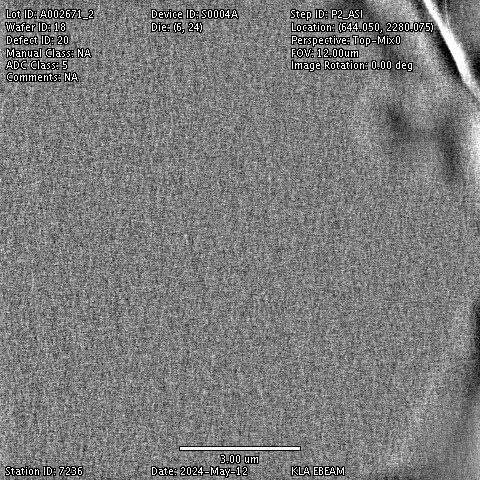 Lot ID: A002671_2
Device ID: S0004A
Step ID: P2_ASI
Wafer ID: 18
Die: (6, 24)
Location: (644.050, 2280.075)
Defect ID: 20
Perspective: Top-Mix0
Manual Class: NA
FOV: 12.00um
ADC Class: 5
Image Rotation: 0.00 deg
Comments: NA
3.00 um
Station ID: 7236
Date: 2024-May-12
KLA EBEAM